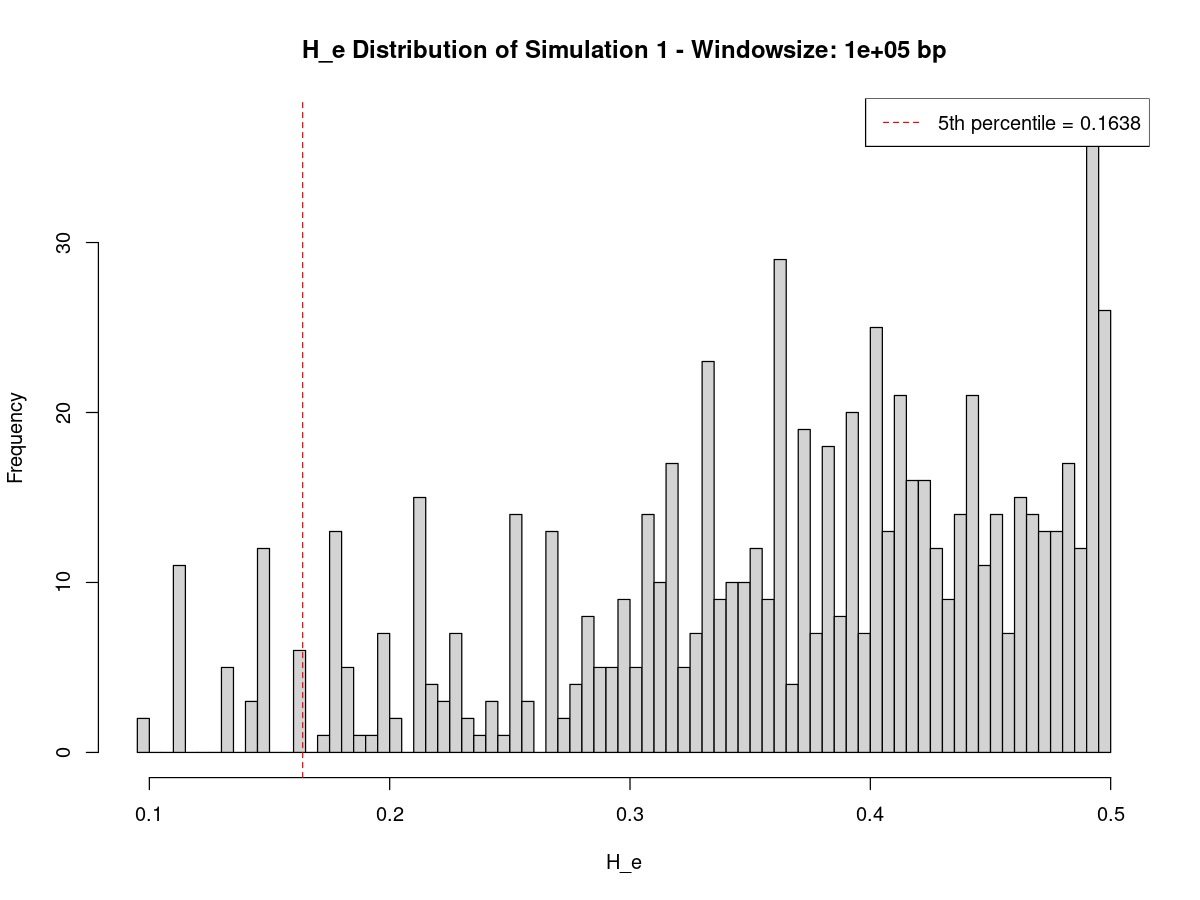 H_e Distribution of Simulation 1 - Windowsize: 1e+05 bp
5th percentile = 0.1638
Frequency
30
20
10
0
0.1 0.2 0.3 0.4 0.5
H_e